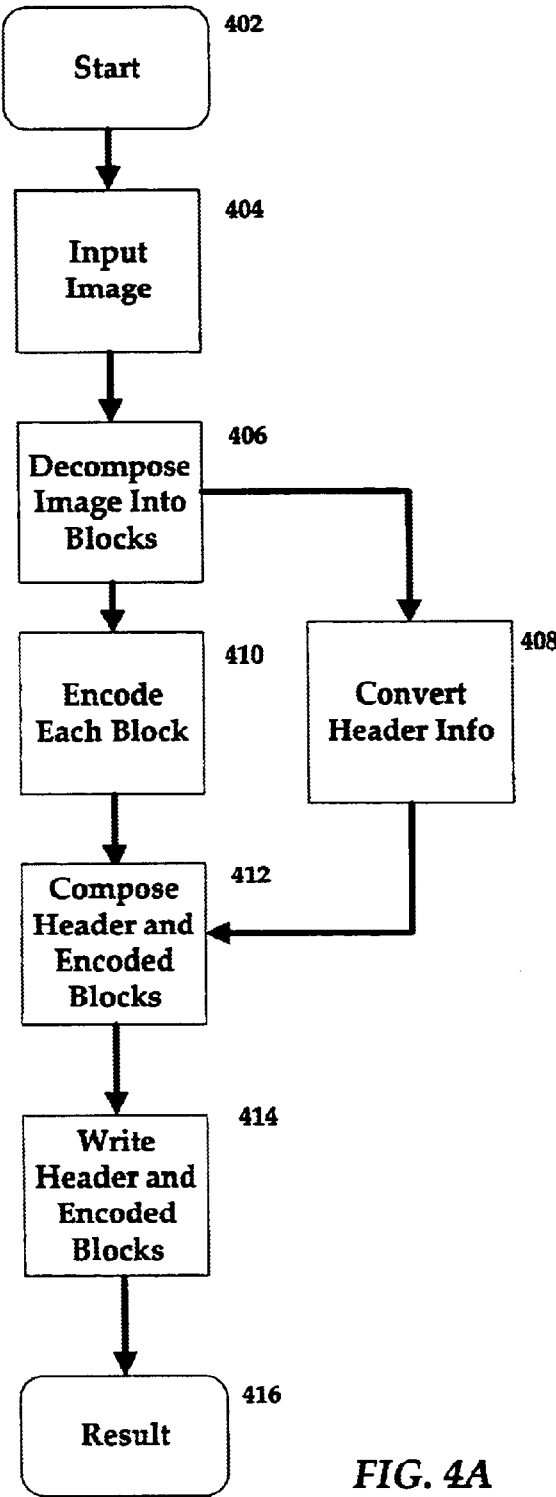 402
Start
404
Input
Image
406
Decompose
Image Into
Blocks
410
Encode
Each Block
408
Convert
Header Info
412
Compose
Header and
Encoded
Blocks
414
Write
Header and
Encoded
Blocks
416
Result
FIG. 4A